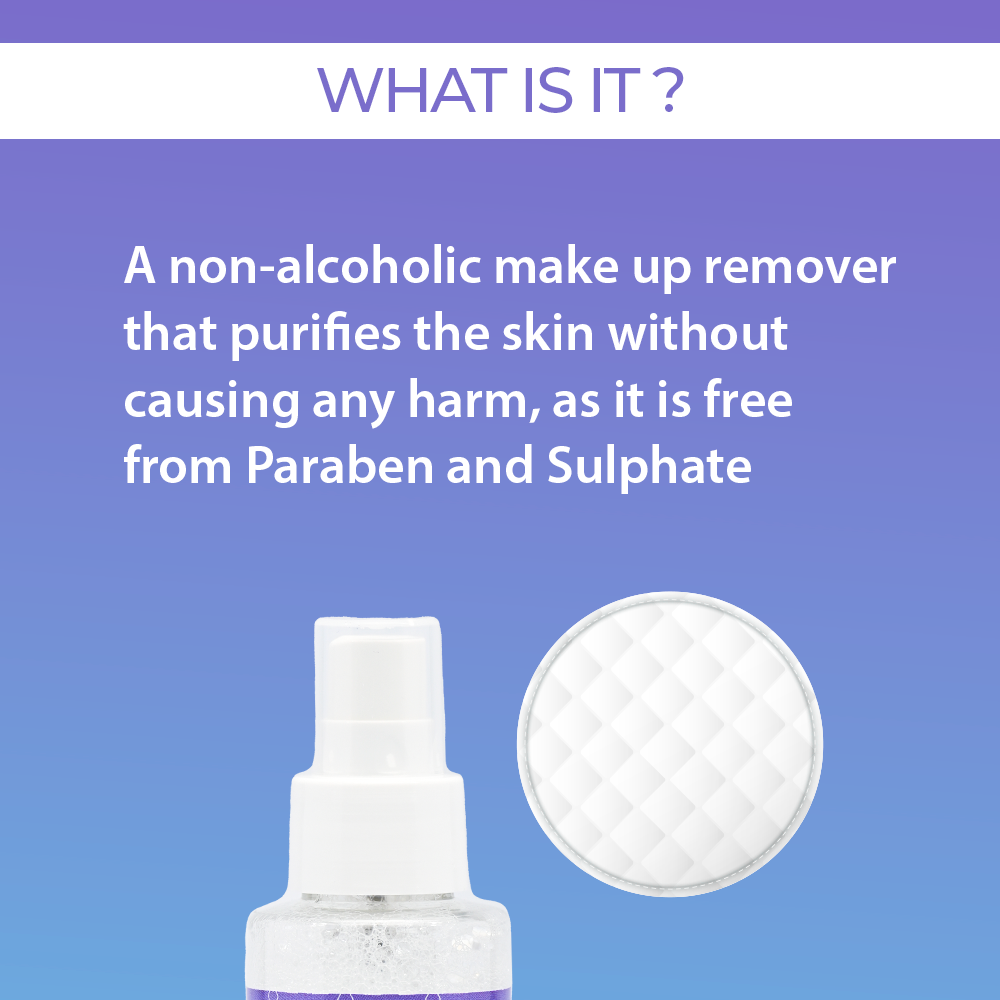 WHAT IS IT ?
A non-alcoholic make up remover
that purifies the skin without
causing any harm, as it is free
from Paraben and Sulphate